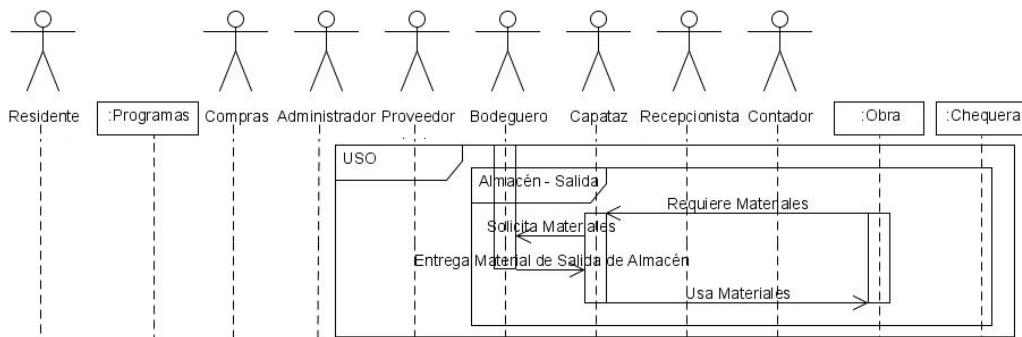 Residente
:Programas
Compras
Administrador
Proveedor
Bodeguero
Capataz
Recepcionista
Contador
:Obra
:Chequera
USO
Almacén - Salida
Requiere Materiales
Solicita Materiales
Entrega Material de Salida de Almacén
Usa Materiales